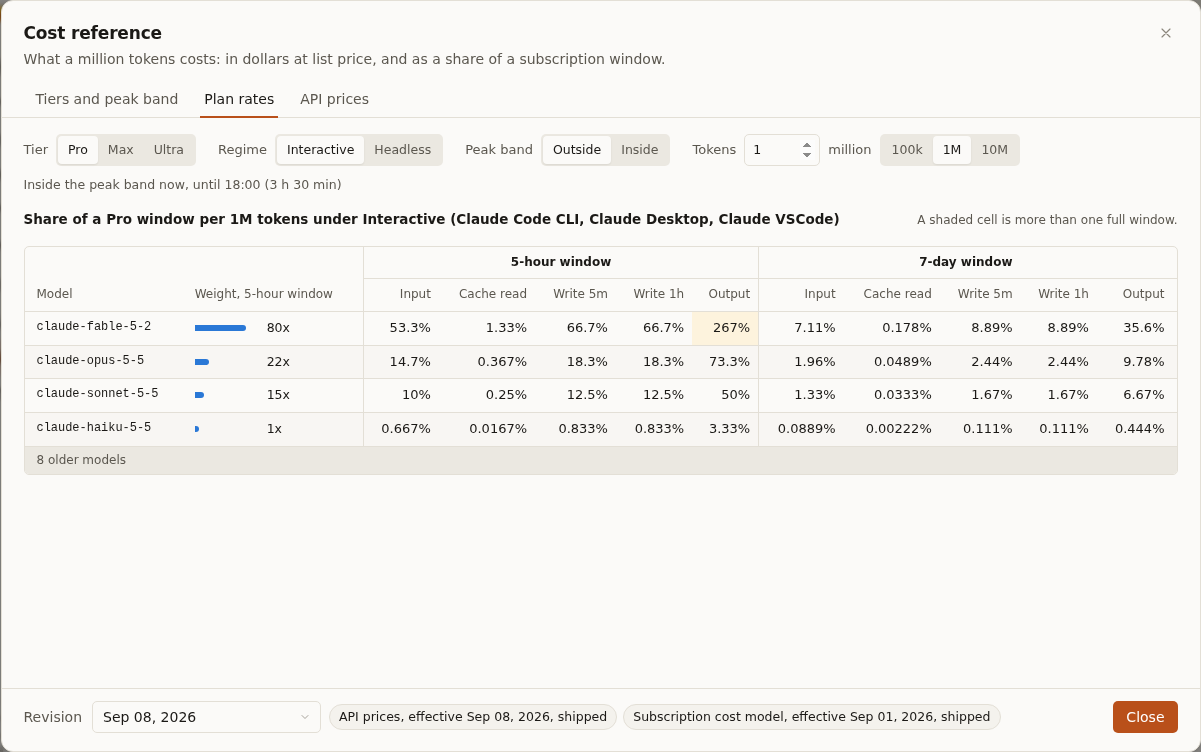 Cost reference
What a million tokens costs: in dollars at list price, and as a share of a subscription window.
Tiers and peak band Plan rates API prices
Tier Pro Max Ultra Regime Interactive Headless Peak band Outside Inside Tokens 1 million 100k 1M 10M
Inside the peak band now, until 18:00 (3 h 30 min)
Share of a Pro window per 1M tokens under Interactive (Claude Code CLI, Claude Desktop, Claude VSCode) A shaded cell is more than one full window.
5-hour window 7-day window
Model Weight, 5-hour window Input Cache read Write 5m Write 1h Output Input Cache read Write 5m Write 1h Output
claude-fable-5-2 80x 53.3% 1.33% 66.7% 66.7% 267% 7.11% 0.178% 8.89% 8.89% 35.6%
claude-opus-5-5 22x 14.7% 0.367% 18.3% 18.3% 73.3% 1.96% 0.0489% 2.44% 2.44% 9.78%
claude-sonnet-5-5 15x 10% 0.25% 12.5% 12.5% 50% 1.33% 0.0333% 1.67% 1.67% 6.67%
claude-haiku-5-5 1x 0.667% 0.0167% 0.833% 0.833% 3.33% 0.0889% 0.00222% 0.111% 0.111% 0.444%
8 older models
Revision Sep 08, 2026 API prices, effective Sep 08, 2026, shipped Subscription cost model, effective Sep 01, 2026, shipped Close